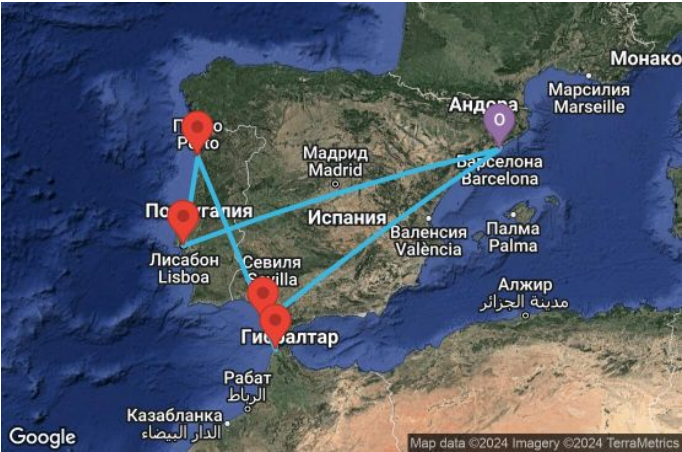 Монако
Марсилия
Marseille
Андора
O
Порто
Porto
Мадрид
Madrid
Барселона
Barcelona
Португалия
Испания
Валенсия
València
Палма
Palma
Лисабон
Lisboa
Севиля
Sevilla
Алжир
مدينة الجزائر
Гибралтар
Рабат
الرباط
Казабланка
الدار البيضاء
Google
Map data ©2024 Imagery ©2024 TerraMetrics